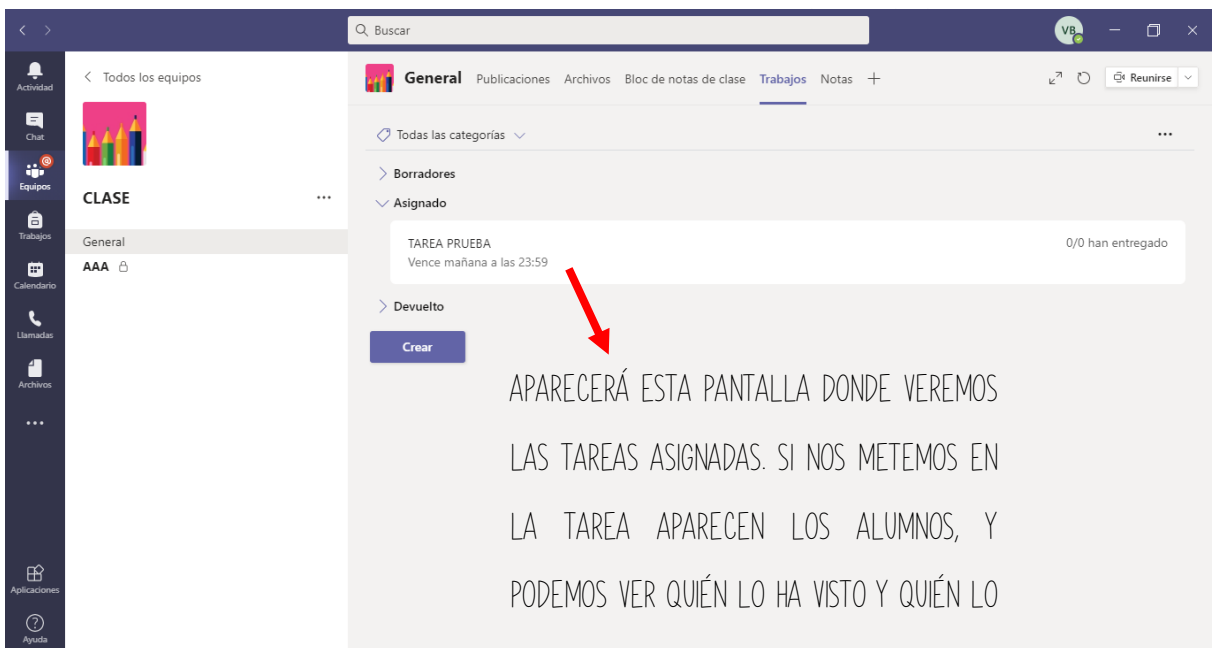 Buscar
VB
Actividad
Chat
Equipos
Trabajos
Calendario
Llamadas
Archivos
Aplicaciones
Ayuda
Todos los equipos
CLASE
General
AAA
General Publicaciones Archivos Bloc de notas de clase Trabajos Notas
Reunirse
Todas las categorías
Borradores
Asignado
TAREA PRUEBA
0/0 han entregado
Vence mañana a las 23:59
Devuelto
Crear
APARECERÁ ESTA PANTALLA DONDE VEREMOS
LAS TAREAS ASIGNADAS. SI NOS METEMOS EN
LA TAREA APARECEN LOS ALUMNOS, Y
PODEMOS VER QUIÉN LO HA VISTO Y QUIÉN LO